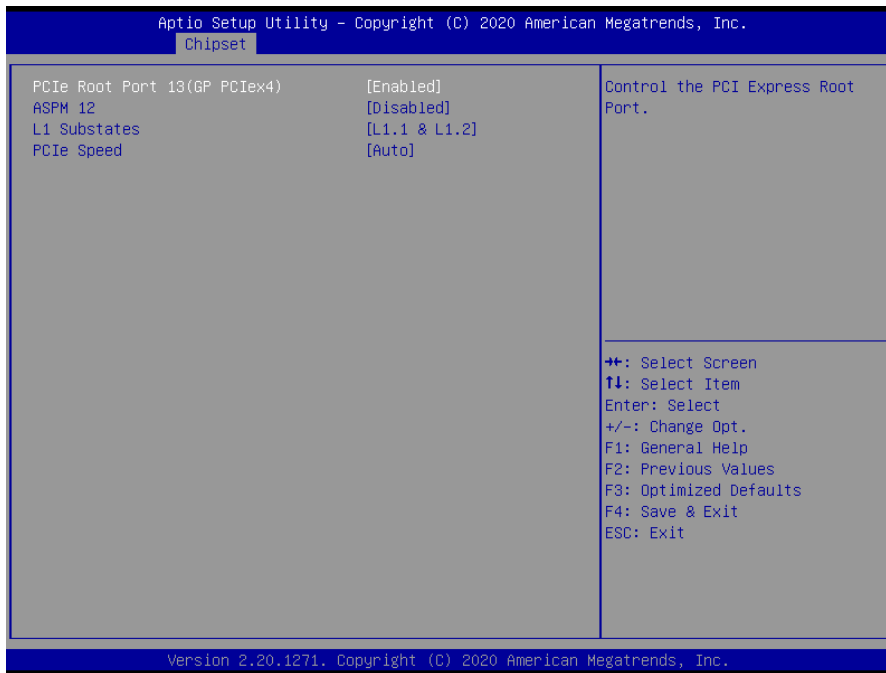 Aptio Setup Utility – Copyright (C) 2020 American Megatrends, Inc.
Chipset
PCIe Root Port 13(GP PCIex4) [Enabled]
ASPM 12 [Disabled]
L1 Substates [L1.1 & L1.2]
PCIe Speed [Auto]
Control the PCI Express Root
Port.
→←: Select Screen
↑↓: Select Item
Enter: Select
+/-: Change Opt.
F1: General Help
F2: Previous Values
F3: Optimized Defaults
F4: Save & Exit
ESC: Exit
Version 2.20.1271. Copyright (C) 2020 American Megatrends, Inc.